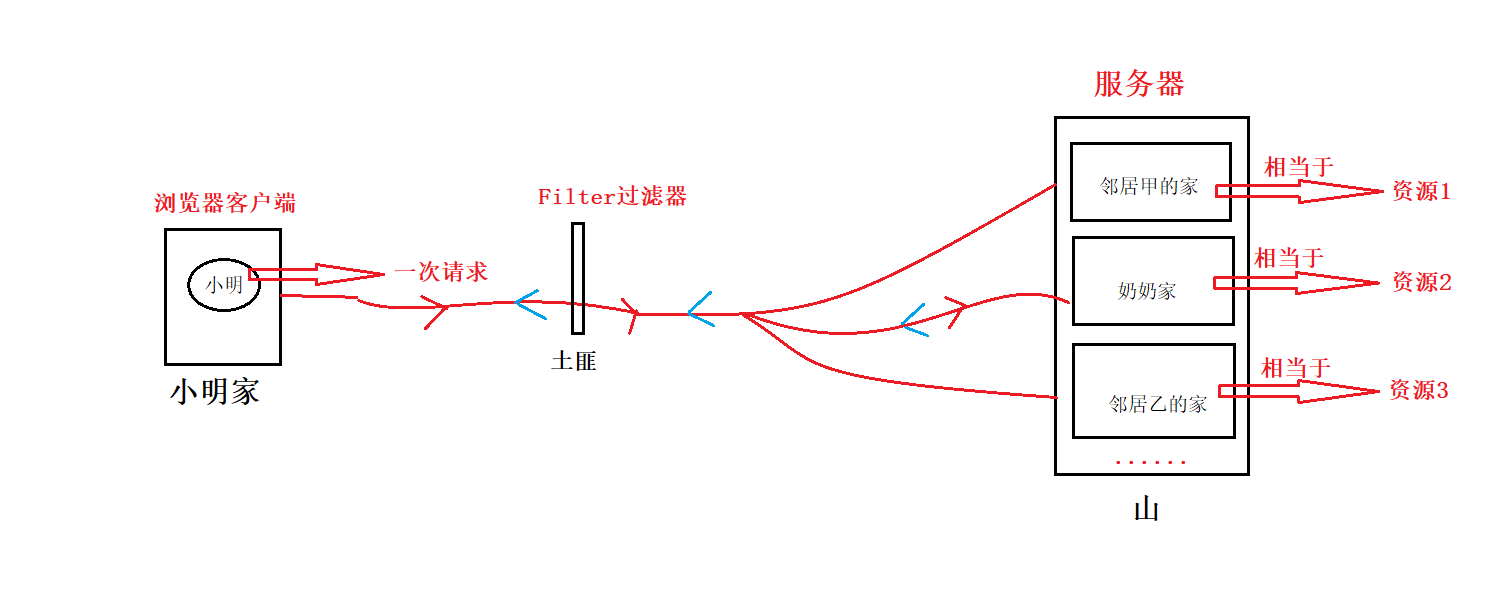 服务器
相当于
邻居甲的家
资源1
浏览器客户端
Filter过滤器
小明
一次请求
相当于
奶奶家
资源2
土匪
小明家
相当于
邻居乙的家
资源3
......
山